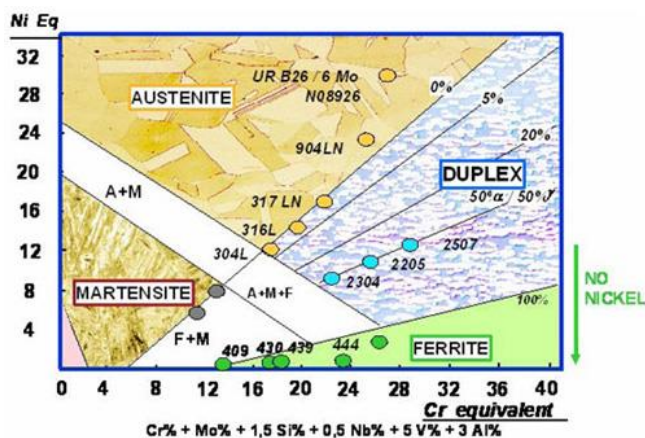 Ni Eq
32
28
24
20
16
12
8
4
0 4 8 12 16 20 24 28 32 36 40
AUSTENITE
UR B26 / 6 Mo
N08926
904LN
317 LN
316L
304L
A+M
MARTENSITE
A+M+F
F+M
409
430
439
444
FERRITE
0%
5%
20%
DUPLEX
50%α 50%γ
2507
2205
2304
100%
NO
NICKEL
Cr equivalent
Cr% + Mo% + 1,5 Si% + 0,5 Nb% + 5 V% + 3 Al%